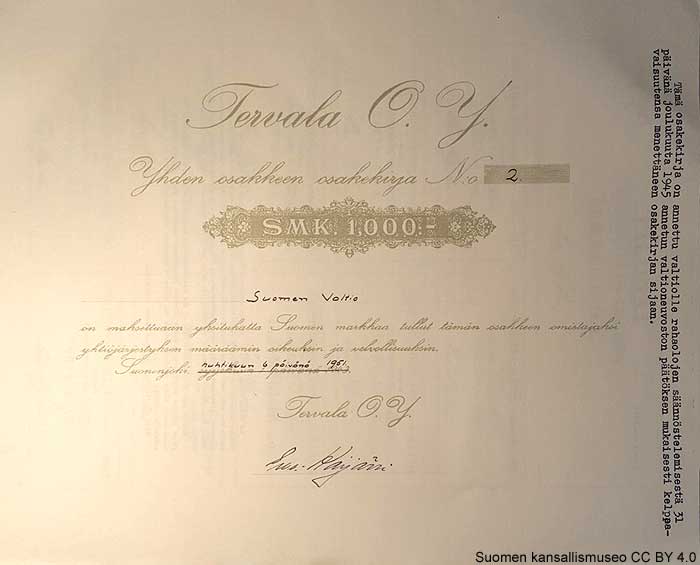 Tervala O. Y.
Yhden osakkeen osakekirja N:o 2.
SMK. 1,000:-
Suomen Valtio
on maksettuaan yksituhatta Suomen markkaa tullut tämän osakkeen omistajaksi
yhtiöjärjestyksen määräämin oikeuksin ja velvollisuuksin.
Suonenjoki, huhtikuun 6 päivänä 1951.
Tervala O. Y.
Tämä osakekirja on annettu valtiolle rahaolojen säännöstelemisestä 31
päivänä joulukuuta 1945 annetun valtioneuvoston päätöksen mukaisesti kelppa-
vaisuutensa menettäneen osakekirjan sijaan.
Suomen kansallismuseo CC BY 4.0